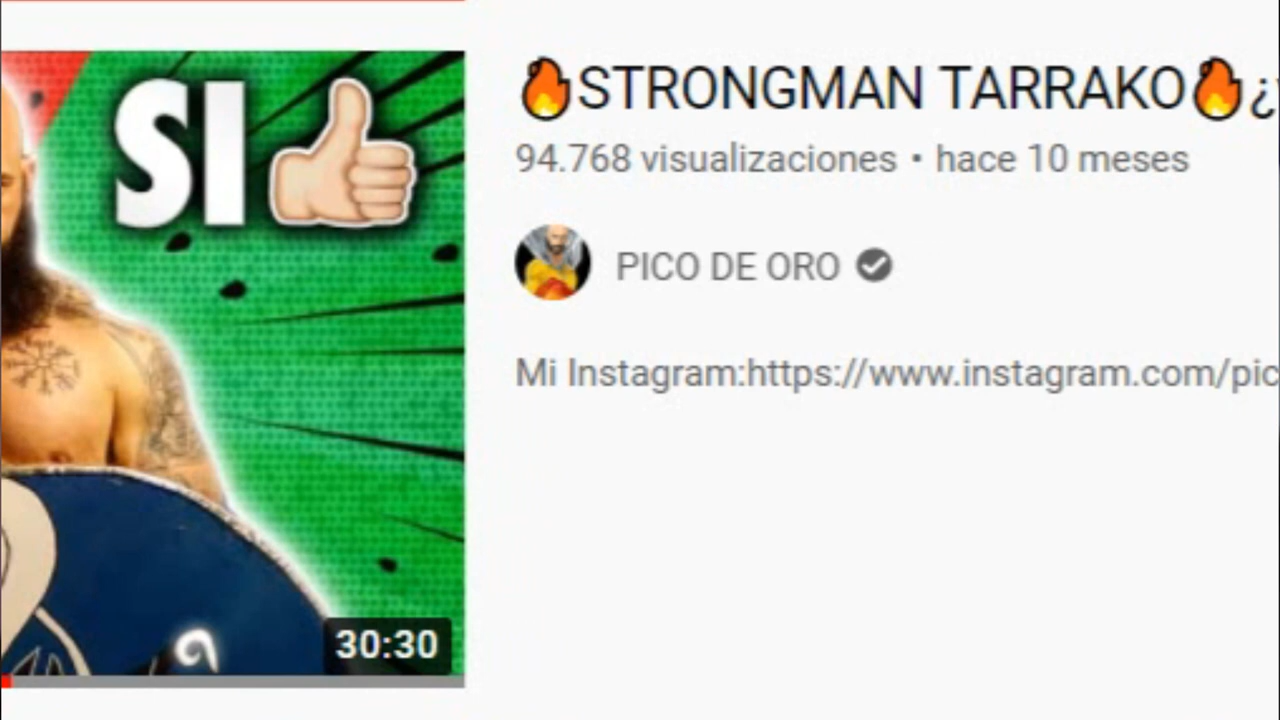 SI👍
🔥STRONGMAN TARRAKO🔥¿
94.768 visualizaciones • hace 10 meses
PICO DE ORO
Mi Instagram:https://www.instagram.com/pic
30:30